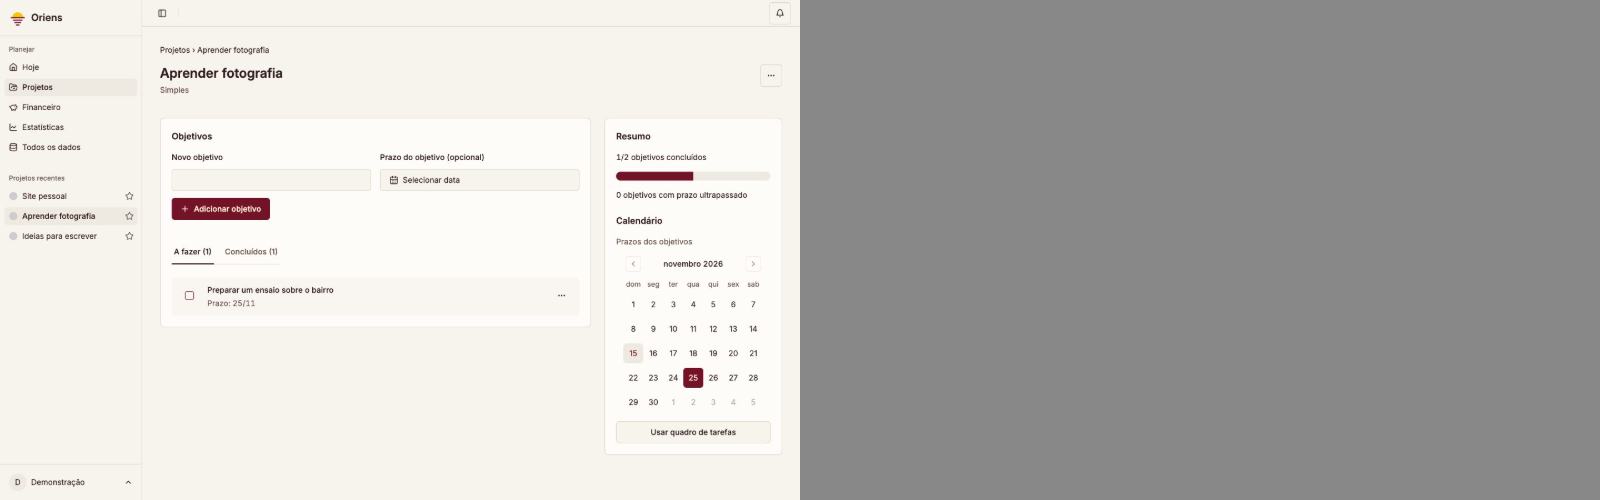 Oriens
Planejar
Hoje
Projetos
Financeiro
Estatísticas
Todos os dados
Projetos recentes
Site pessoal
Aprender fotografia
Ideias para escrever
D Demonstração
Projetos › Aprender fotografia
Aprender fotografia
Simples
Objetivos
Novo objetivo
Prazo do objetivo (opcional)
Selecionar data
+ Adicionar objetivo
A fazer (1) Concluídos (1)
Preparar um ensaio sobre o bairro
Prazo: 25/11
Resumo
1/2 objetivos concluídos
0 objetivos com prazo ultrapassado
Calendário
Prazos dos objetivos
novembro 2026
dom seg ter qua qui sex sab
1 2 3 4 5 6 7
8 9 10 11 12 13 14
15 16 17 18 19 20 21
22 23 24 25 26 27 28
29 30 1 2 3 4 5
Usar quadro de tarefas